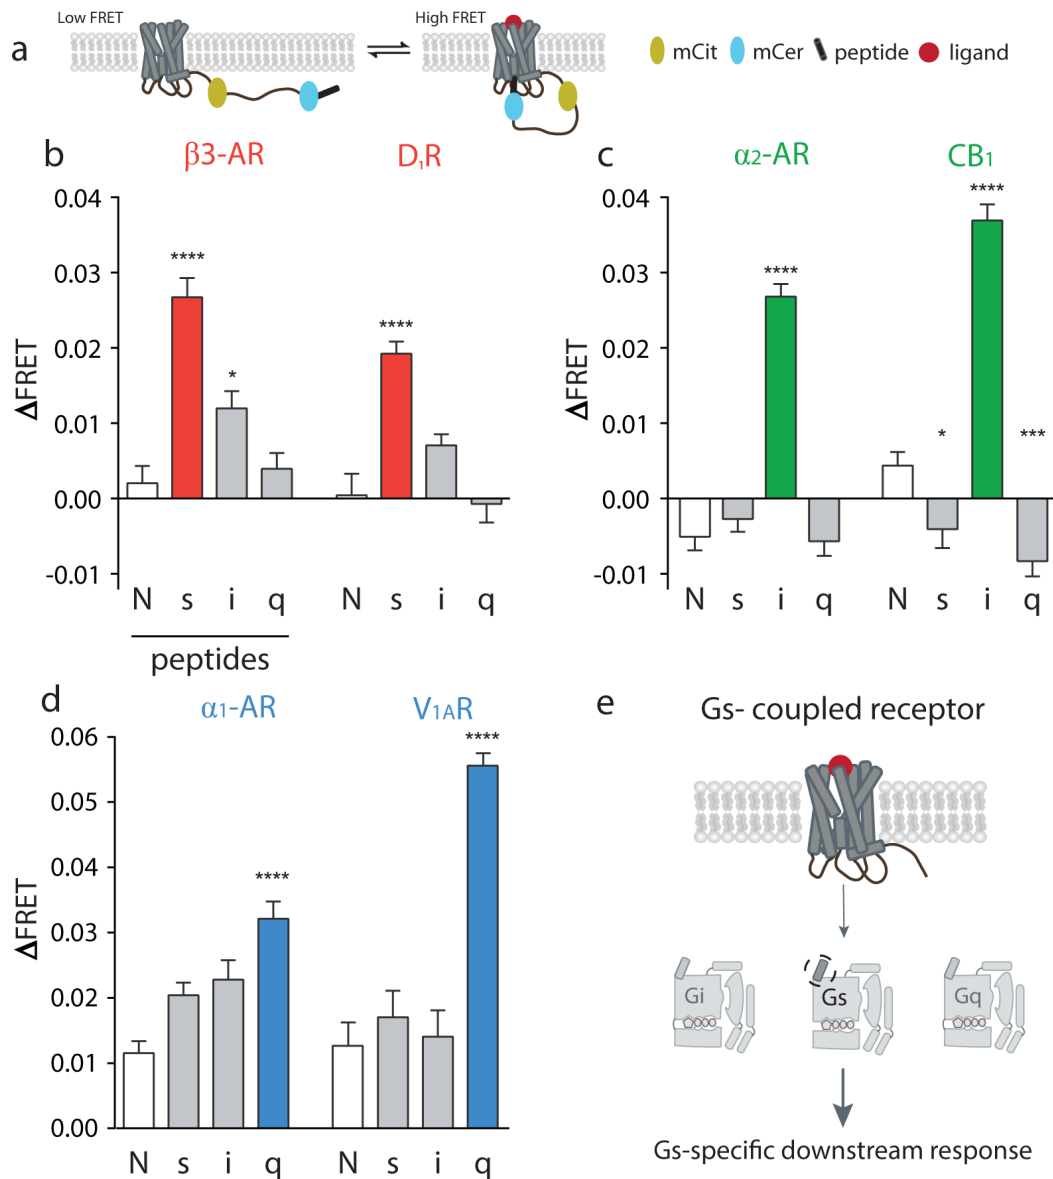 a
Low FRET
High FRET
mCit
mCer
peptide
ligand
b
β3-AR
D1R
0.04
0.03
0.02
0.01
0.00
-0.01
ΔFRET
****
*
****
N s i q
N s i q
peptides
c
α2-AR
CB1
0.04
0.03
0.02
0.01
0.00
-0.01
ΔFRET
****
*
****
***
N s i q
N s i q
d
α1-AR
V1AR
0.06
0.05
0.04
0.03
0.02
0.01
0.00
ΔFRET
****
****
N s i q
N s i q
e
Gs- coupled receptor
Gi
Gs
Gq
Gs-specific downstream response